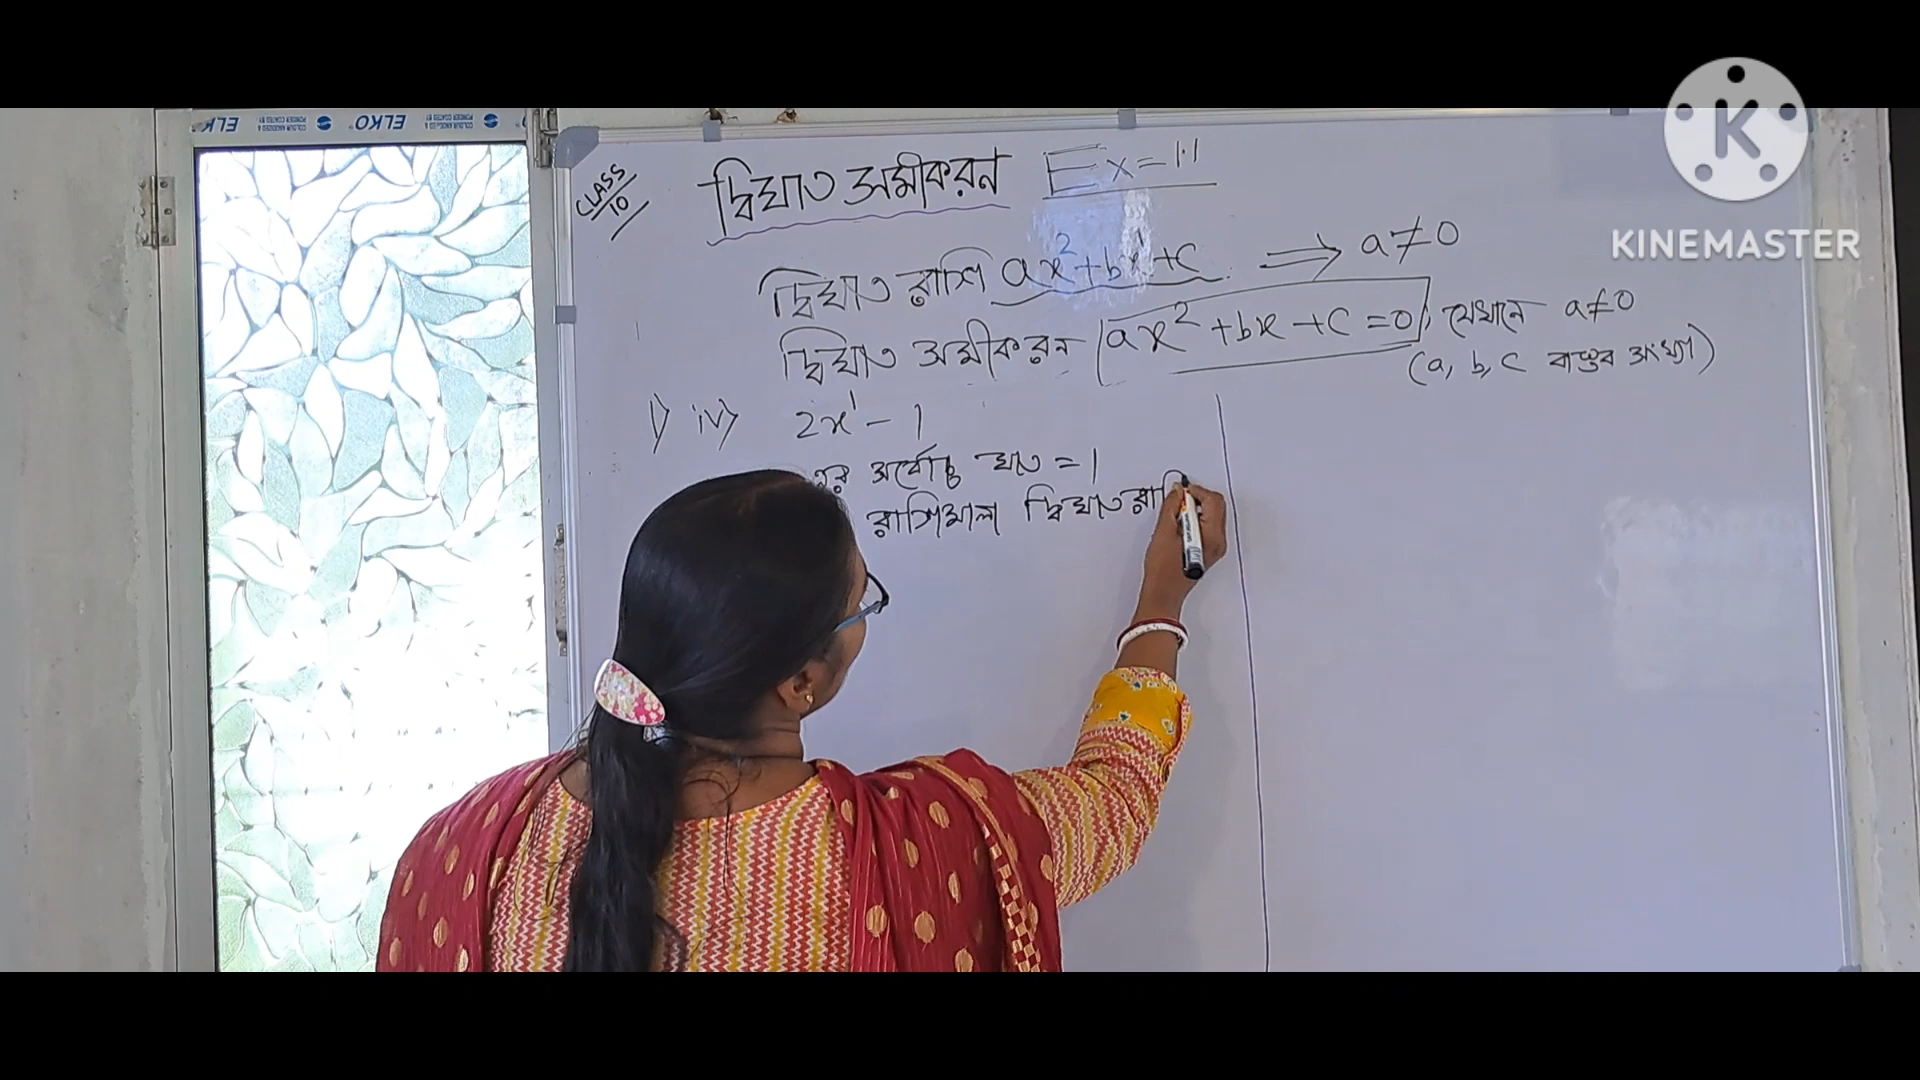 CLASS 10
দ্বিঘাত সমীকরন Ex = 1.1
দ্বিঘাত রাশি ax² + bx¹ + c ⟹ a ≠ 0
দ্বিঘাত সমীকরন ax² + bx + c = 0, যেখানে a ≠ 0
(a, b, c বাস্তব সংখ্যা)
1) iv) 2x¹ - 1
সর্বোচ্চ ঘাত = 1
রাশিমালা দ্বিঘাত
KINEMASTER
ELKO